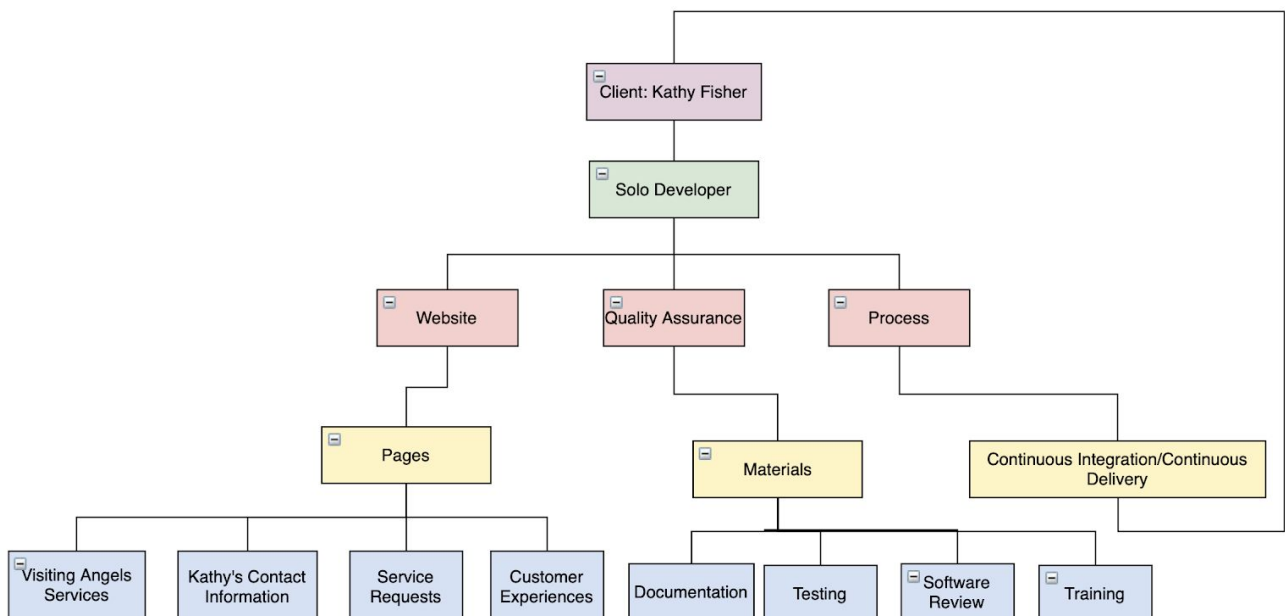 Client: Kathy Fisher
Solo Developer
Website
Quality Assurance
Process
Pages
Materials
Continuous Integration/Continuous
Delivery
Visiting Angels
Services
Kathy's Contact
Information
Service
Requests
Customer
Experiences
Documentation
Testing
Software
Review
Training